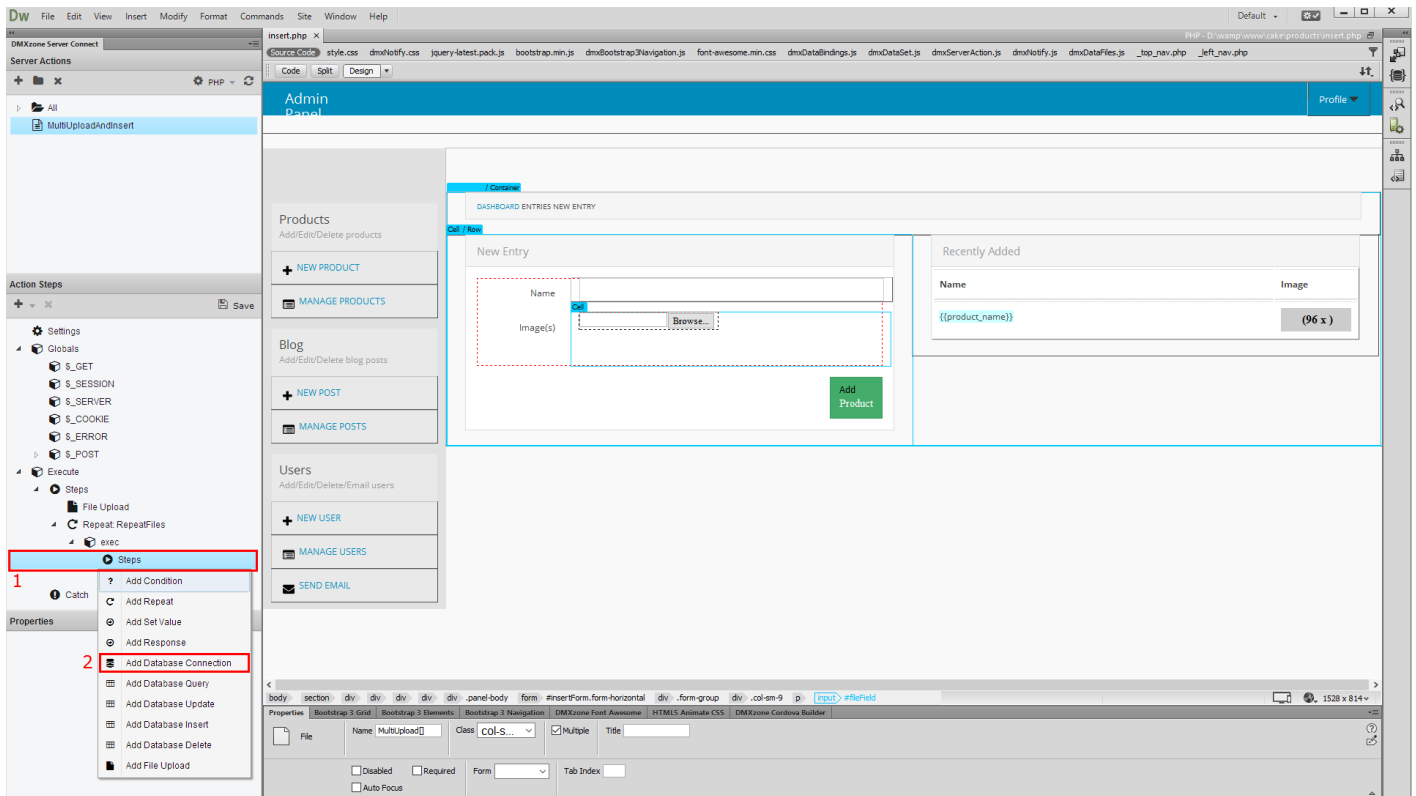 Dw File Edit View Insert Modify Format Commands Site Window Help Default
DMXzone Server Connect
Server Actions
PHP
All
MultiUploadAndInsert
Action Steps
Save
Settings
Globals
$_GET
$_SESSION
$_SERVER
$_COOKIE
$_ERROR
$_POST
Execute
Steps
File Upload
Repeat: RepeatFiles
exec
Steps
1
Catch
Add Condition
Add Repeat
Add Set Value
Add Response
2 Add Database Connection
Add Database Query
Add Database Update
Add Database Insert
Add Database Delete
Add File Upload
Properties
insert.php × PHP - D:\wamp\www\cake\products\insert.php
Source Code style.css dmxNotify.css jquery-latest.pack.js bootstrap.min.js dmxBootstrap3Navigation.js font-awesome.min.css dmxDataBindings.js dmxDataSet.js dmxServerAction.js dmxNotify.js dmxDataFiles.js _top_nav.php _left_nav.php
Code Split Design
Admin
Panel
Profile
Products
Add/Edit/Delete products
NEW PRODUCT
MANAGE PRODUCTS
Blog
Add/Edit/Delete blog posts
NEW POST
MANAGE POSTS
Users
Add/Edit/Delete/Email users
NEW USER
MANAGE USERS
SEND EMAIL
/ Container
DASHBOARD ENTRIES NEW ENTRY
Cell / Row
New Entry
Name
Cell
Image(s) Browse...
Add
Product
Recently Added
Name Image
{{product_name}} (96 x )
body section div div div div div .panel-body form #insertForm.form-horizontal div .form-group div .col-sm-9 p input #fileField 1528 x 814
Properties Bootstrap 3 Grid Bootstrap 3 Elements Bootstrap 3 Navigation DMXzone Font Awesome HTML5 Animate CSS DMXzone Cordova Builder
File Name MultiUpload[] Class col-s... Multiple Title
Disabled Required Form Tab Index
Auto Focus